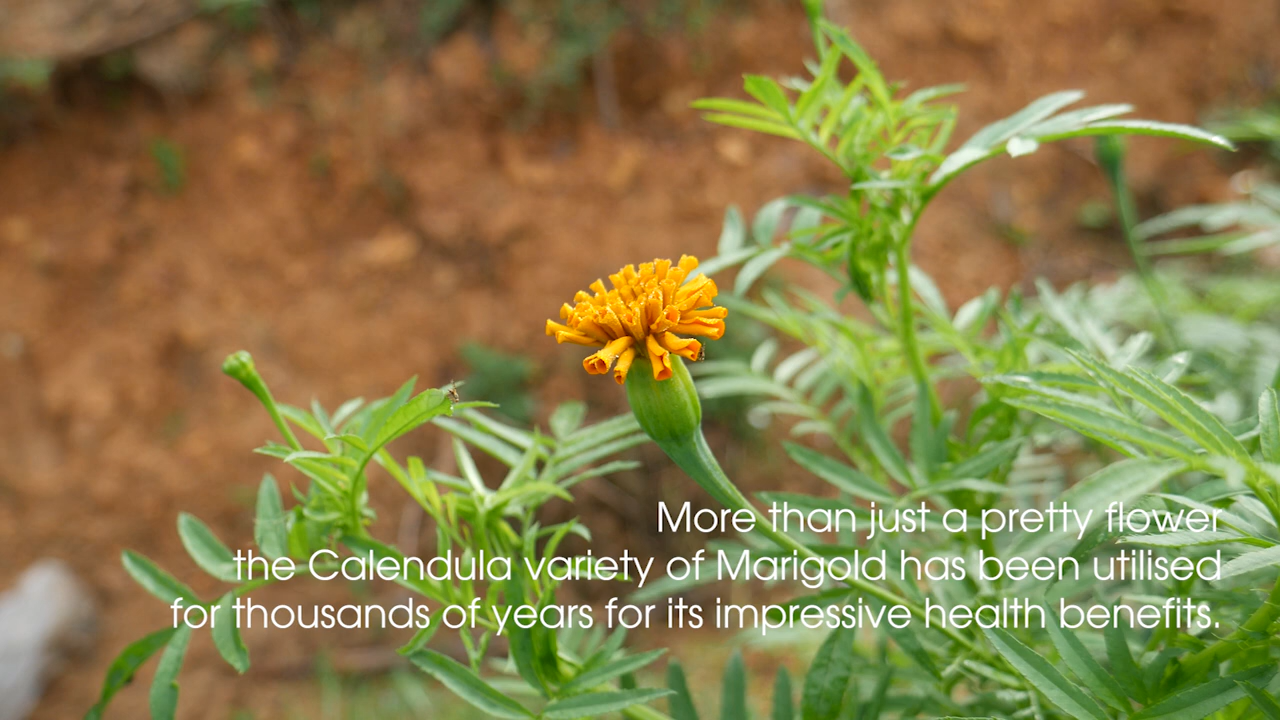 More than just a pretty flower
the Calendula variety of Marigold has been utilised
for thousands of years for its impressive health benefits.